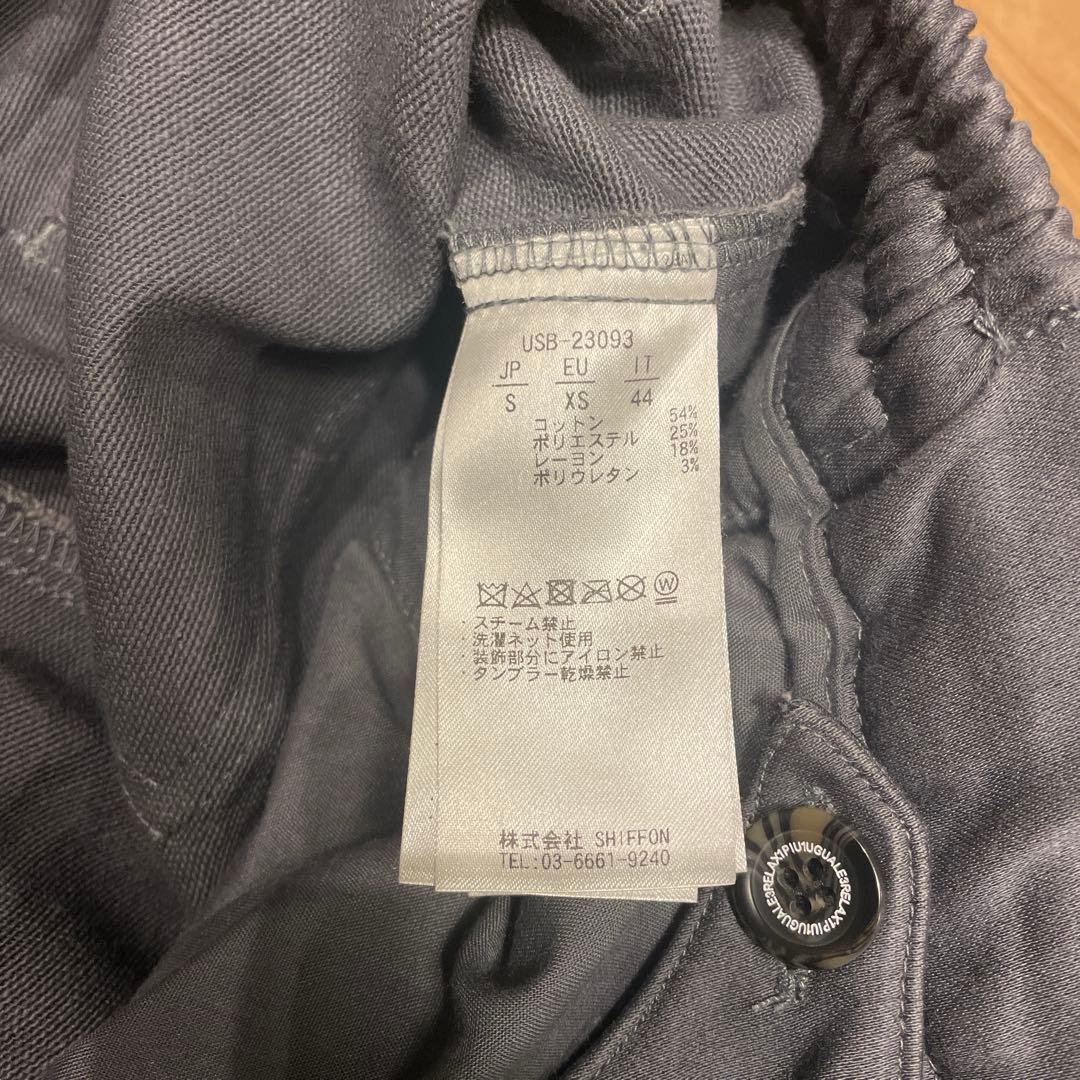 USB-23093
JP EU IT
S XS 44
コットン 54%
ポリエステル 25%
レーヨン 18%
ポリウレタン 3%
W
・スチーム禁止
・洗濯ネット使用
・装飾部分にアイロン禁止
・タンブラー乾燥禁止
株式会社 SHIFFON
TEL:03-6661-9240
1PIU1UGUALE3RELAX1PIU1UGUALE3RELAX